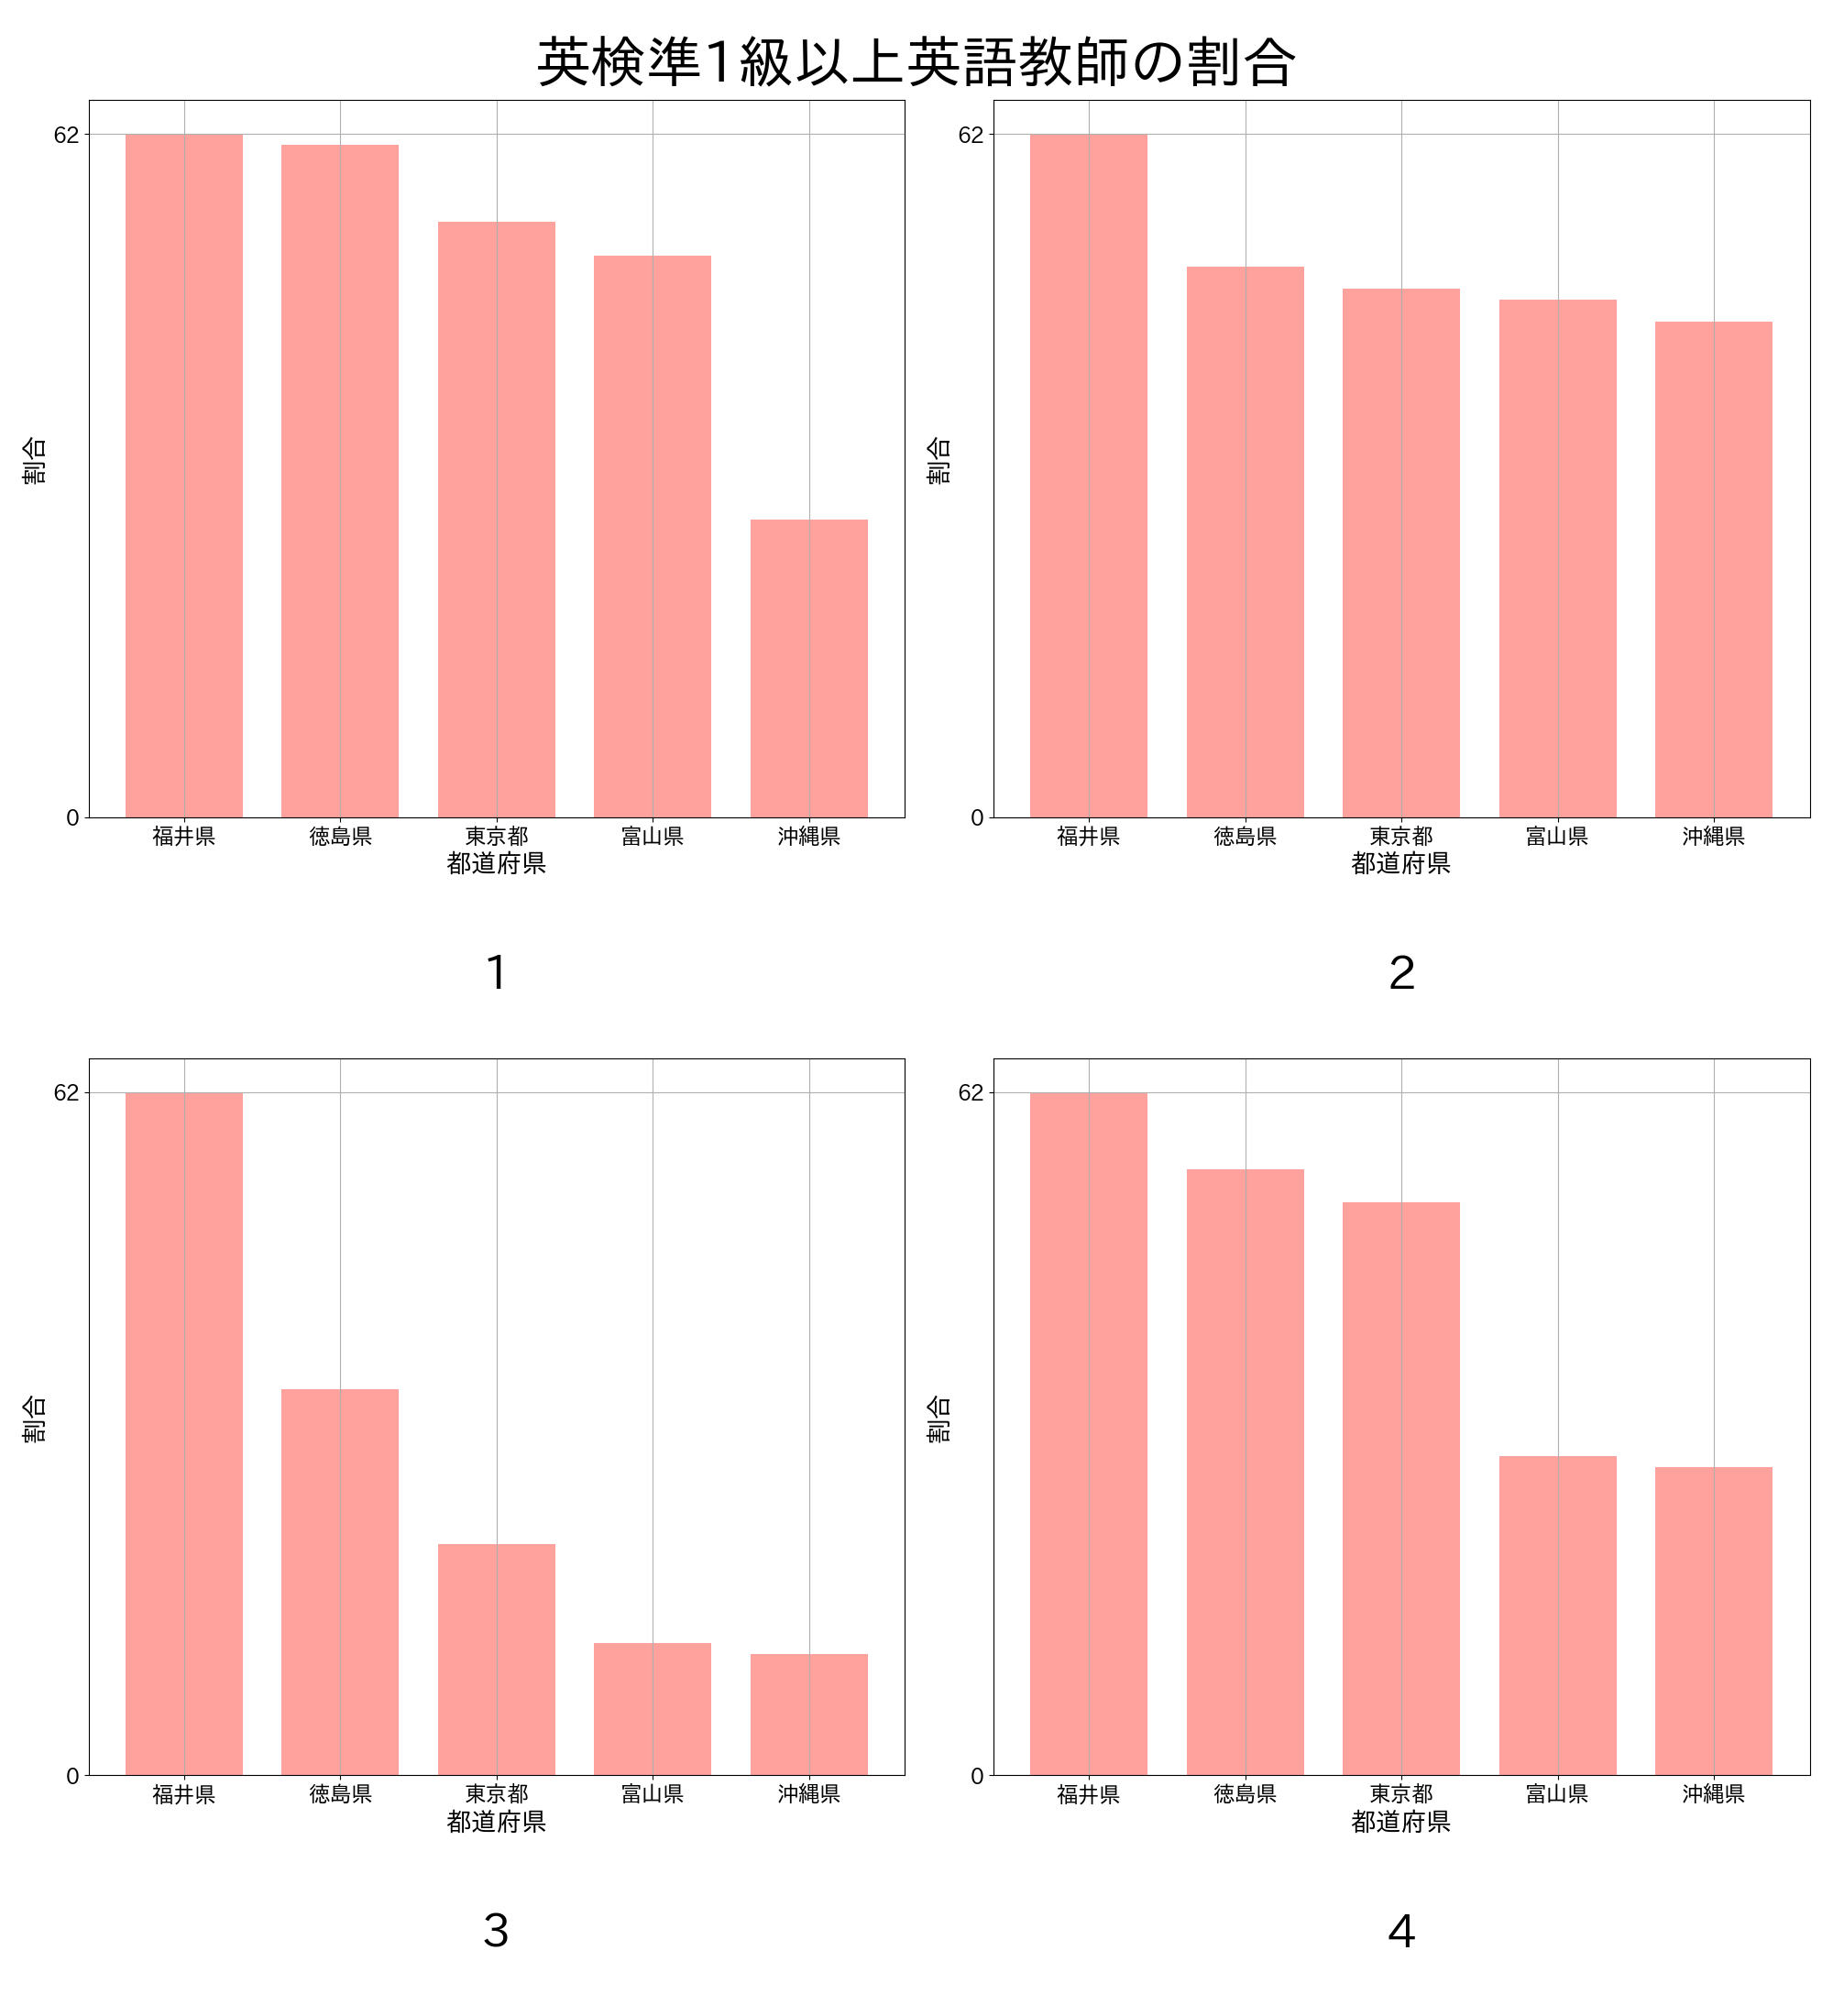 英検準1級以上英語教師の割合
62
0
割合
福井県 徳島県 東京都 富山県 沖縄県
都道府県
1
62
0
割合
福井県 徳島県 東京都 富山県 沖縄県
都道府県
2
62
0
割合
福井県 徳島県 東京都 富山県 沖縄県
都道府県
3
62
0
割合
福井県 徳島県 東京都 富山県 沖縄県
都道府県
4